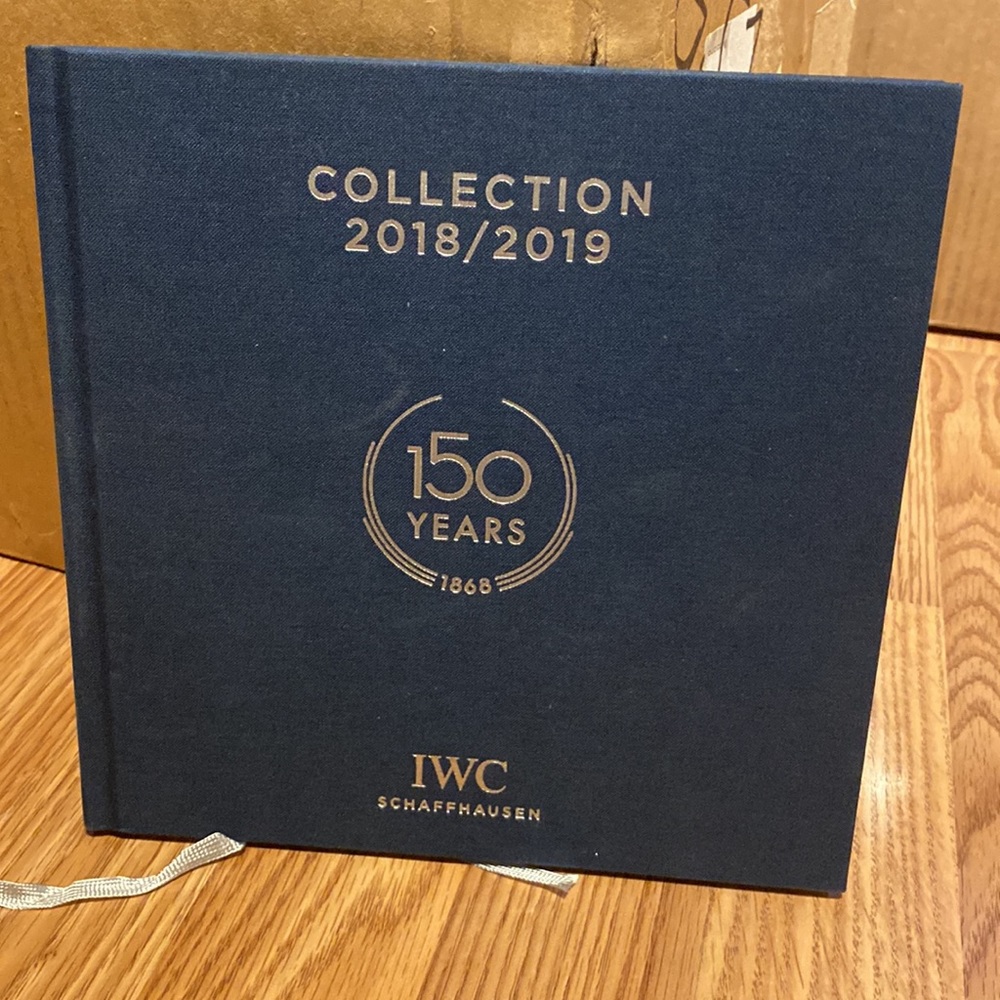 COLLECTION
2018/2019
150
YEARS
1868
IWC
SCHAFFHAUSEN